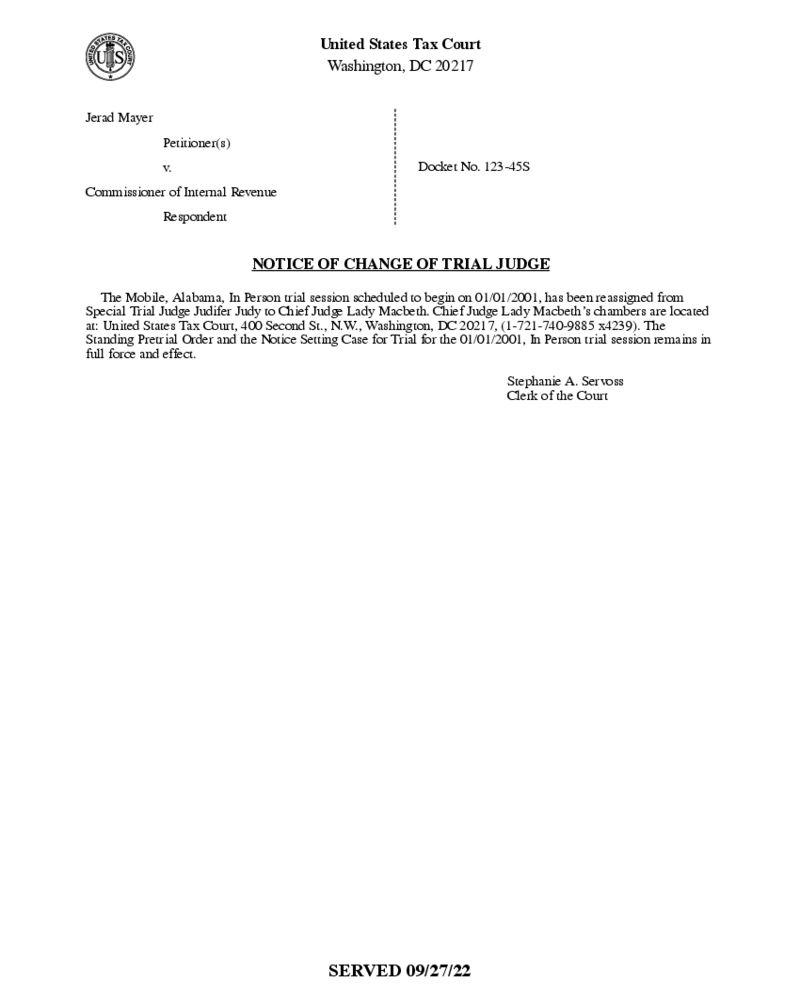 UNITED STATES TAX COURT
US
United States Tax Court
Washington, DC 20217
Jerad Mayer
Petitioner(s)
v.
Docket No. 123-45S
Commissioner of Internal Revenue
Respondent
NOTICE OF CHANGE OF TRIAL JUDGE
The Mobile, Alabama, In Person trial session scheduled to begin on 01/01/2001, has been reassigned from
Special Trial Judge Judifer Judy to Chief Judge Lady Macbeth. Chief Judge Lady Macbeth’s chambers are located
at: United States Tax Court, 400 Second St., N.W., Washington, DC 20217, (1-721-740-9885 x4239). The
Standing Pretrial Order and the Notice Setting Case for Trial for the 01/01/2001, In Person trial session remains in
full force and effect.
Stephanie A. Servoss
Clerk of the Court
SERVED 09/27/22